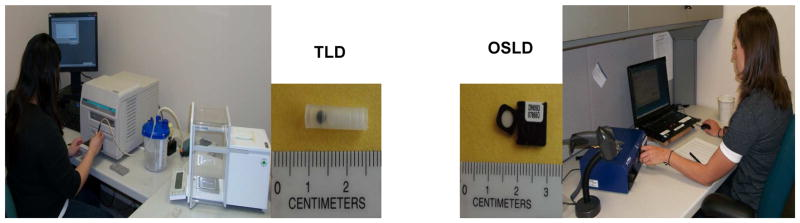 TLD
OSLD
0 1 2
CENTIMETERS
0 1 2 3
CENTIMETERS